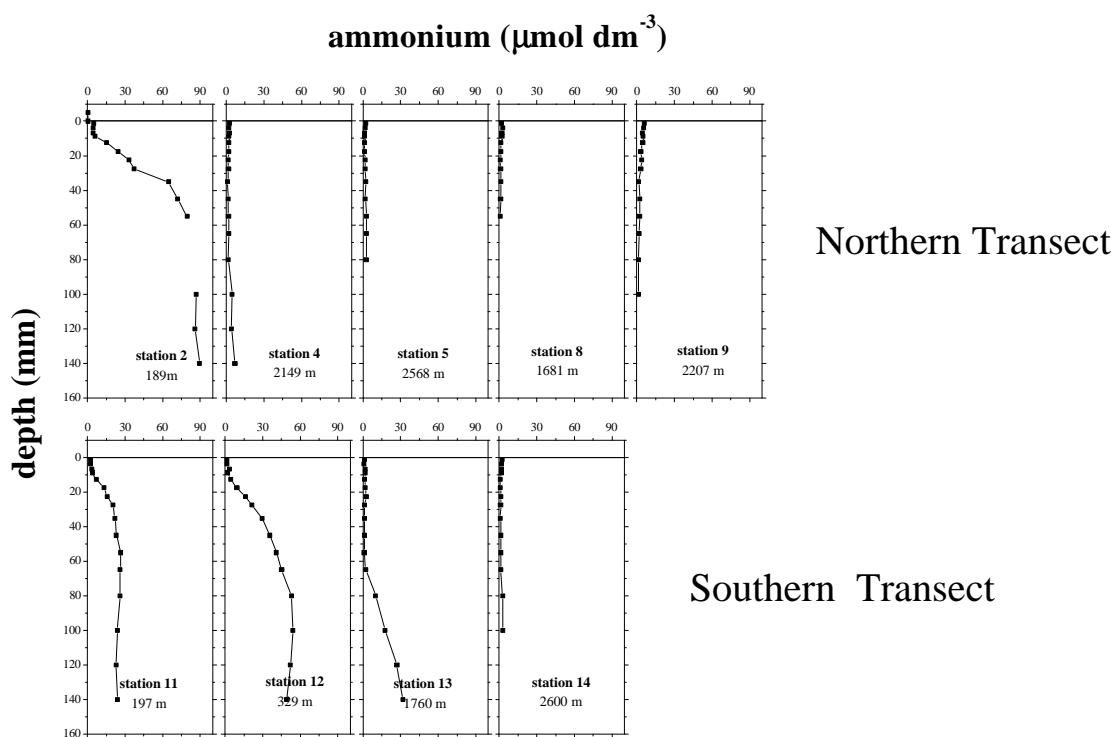 ammonium (μmol dm-3)
0 30 60 90 0 30 60 90 0 30 60 90 0 30 60 90 0 30 60 90
0
20
40
60
80
100
120
140
160
station 2
189m
station 4
2149 m
station 5
2568 m
station 8
1681 m
station 9
2207 m
Northern Transect
depth (mm)
0 30 60 90 0 30 60 90 0 30 60 90 0 30 60 90
0
20
40
60
80
100
120
140
160
station 11
197 m
station 12
329 m
station 13
1760 m
station 14
2600 m
Southern Transect